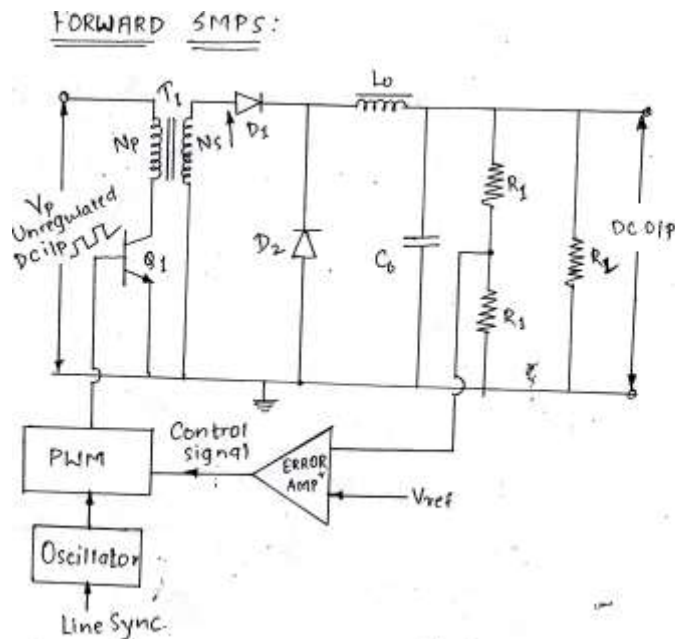 FORWARD SMPS:
Lo
T1
D1
Np
Ns
Vp
Unregulated
DC i/p
Q1
D2
Co
R1
R1
RL
DC O/P
PWM
Control
signal
ERROR
AMPr
Vref
Oscillator
Line Sync.